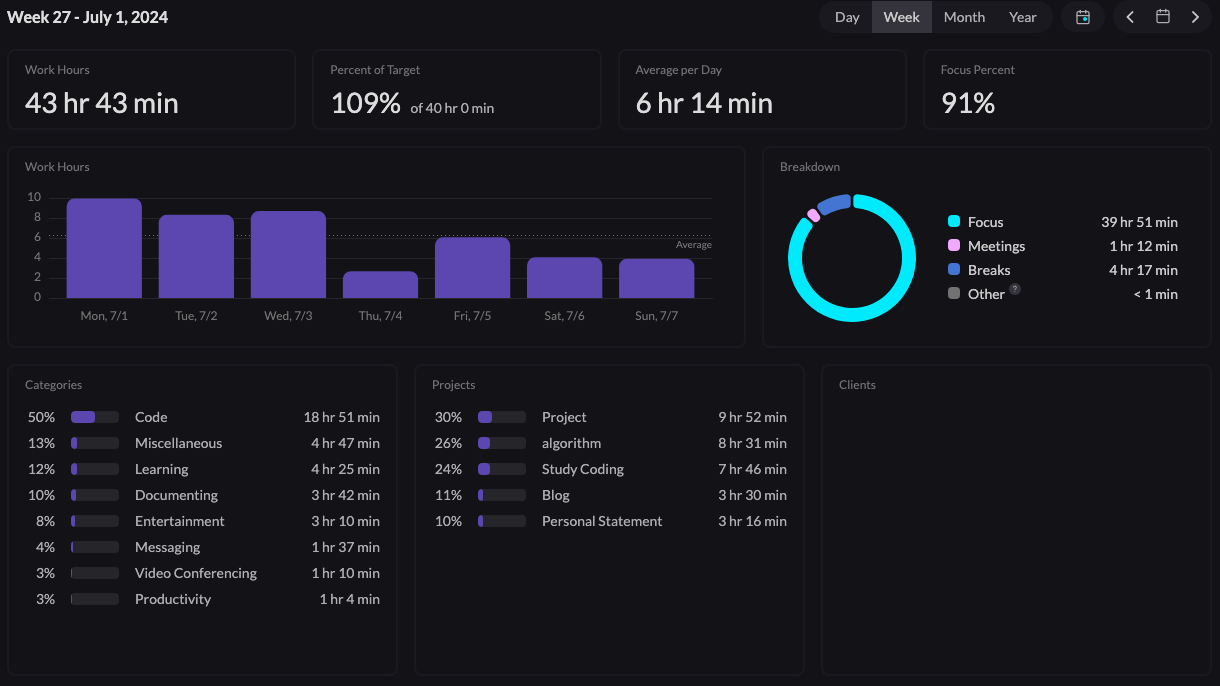 Week 27 - July 1, 2024
Day Week Month Year
Work Hours
43 hr 43 min
Percent of Target
109% of 40 hr 0 min
Average per Day
6 hr 14 min
Focus Percent
91%
Work Hours
10
8
6
4
2
0
Average
Mon, 7/1 Tue, 7/2 Wed, 7/3 Thu, 7/4 Fri, 7/5 Sat, 7/6 Sun, 7/7
Breakdown
Focus 39 hr 51 min
Meetings 1 hr 12 min
Breaks 4 hr 17 min
Other ? < 1 min
Categories
50% Code 18 hr 51 min
13% Miscellaneous 4 hr 47 min
12% Learning 4 hr 25 min
10% Documenting 3 hr 42 min
8% Entertainment 3 hr 10 min
4% Messaging 1 hr 37 min
3% Video Conferencing 1 hr 10 min
3% Productivity 1 hr 4 min
Projects
30% Project 9 hr 52 min
26% algorithm 8 hr 31 min
24% Study Coding 7 hr 46 min
11% Blog 3 hr 30 min
10% Personal Statement 3 hr 16 min
Clients